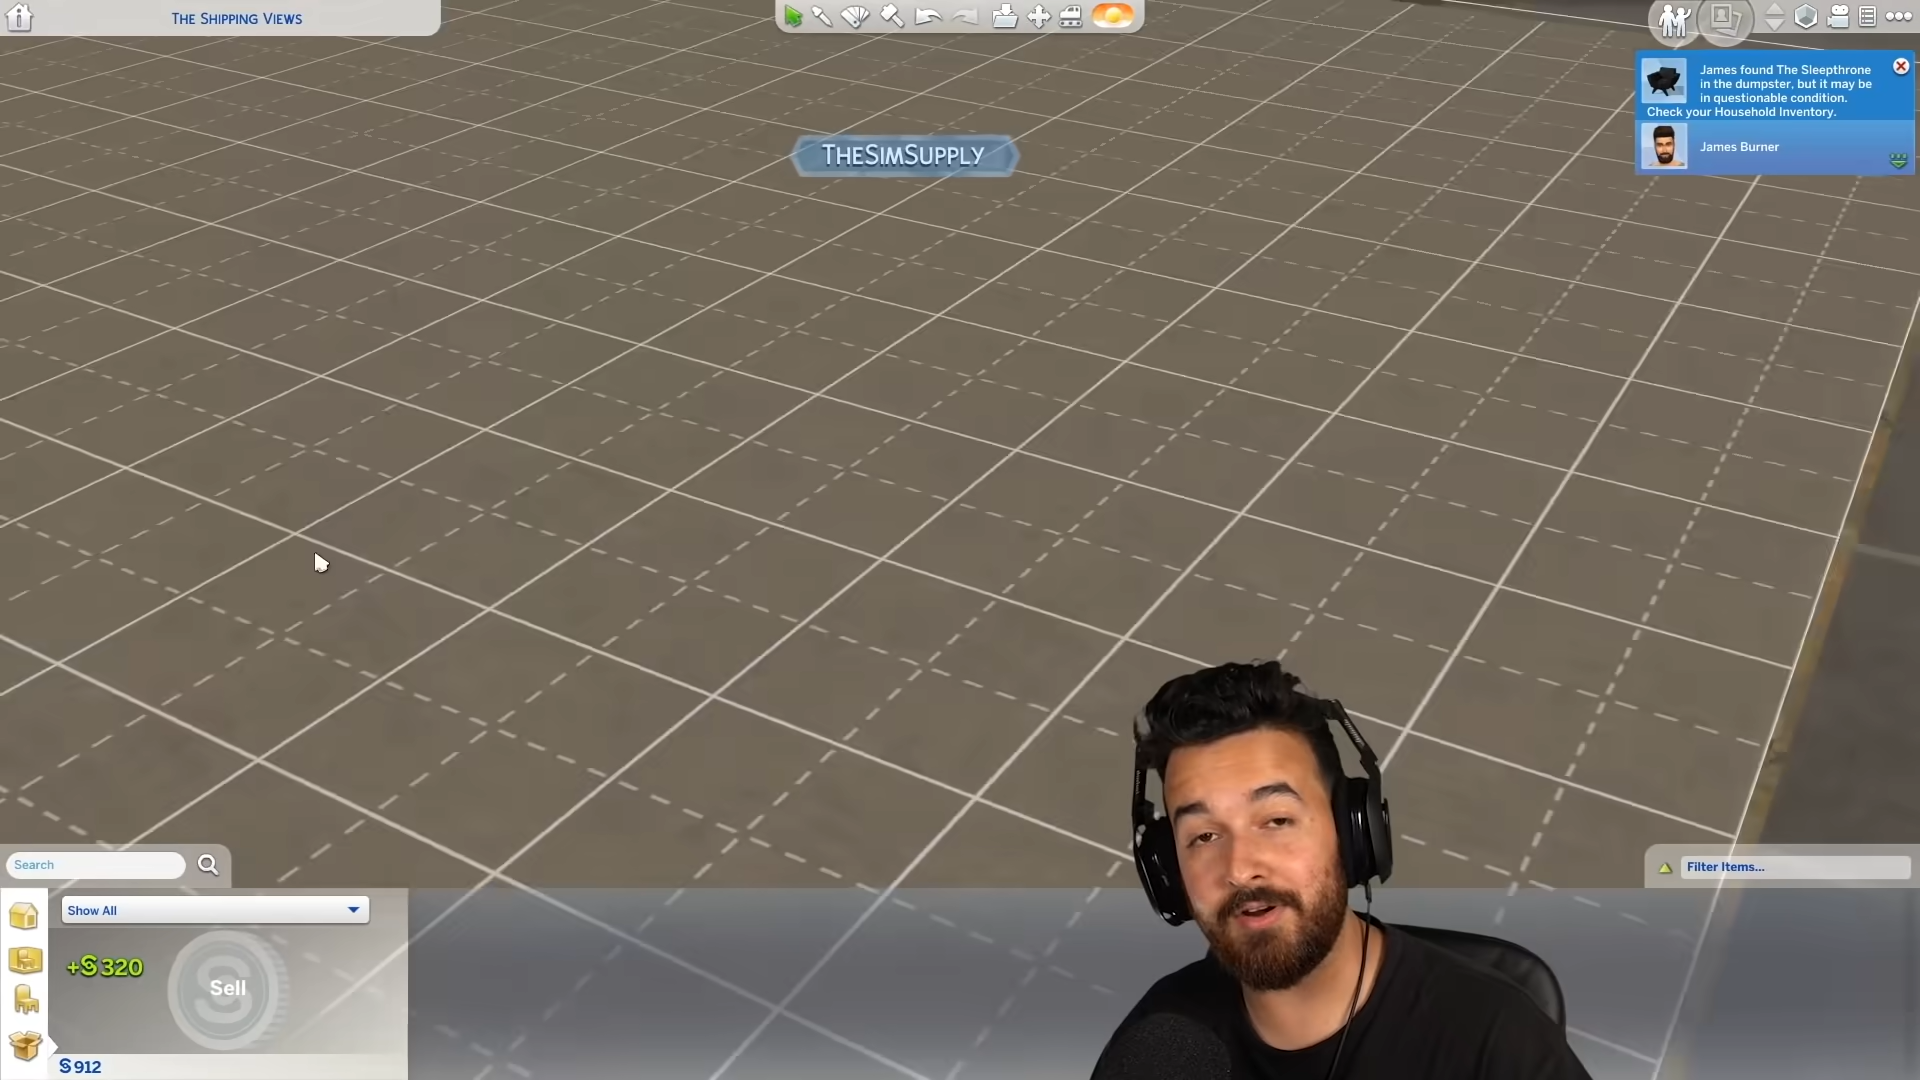 The Shipping Views
TheSimSupply
James found The Sleepthrone
in the dumpster, but it may be
in questionable condition.
Check your Household Inventory.
James Burner
Search
Filter Items...
Show All
+§320
Sell
§912